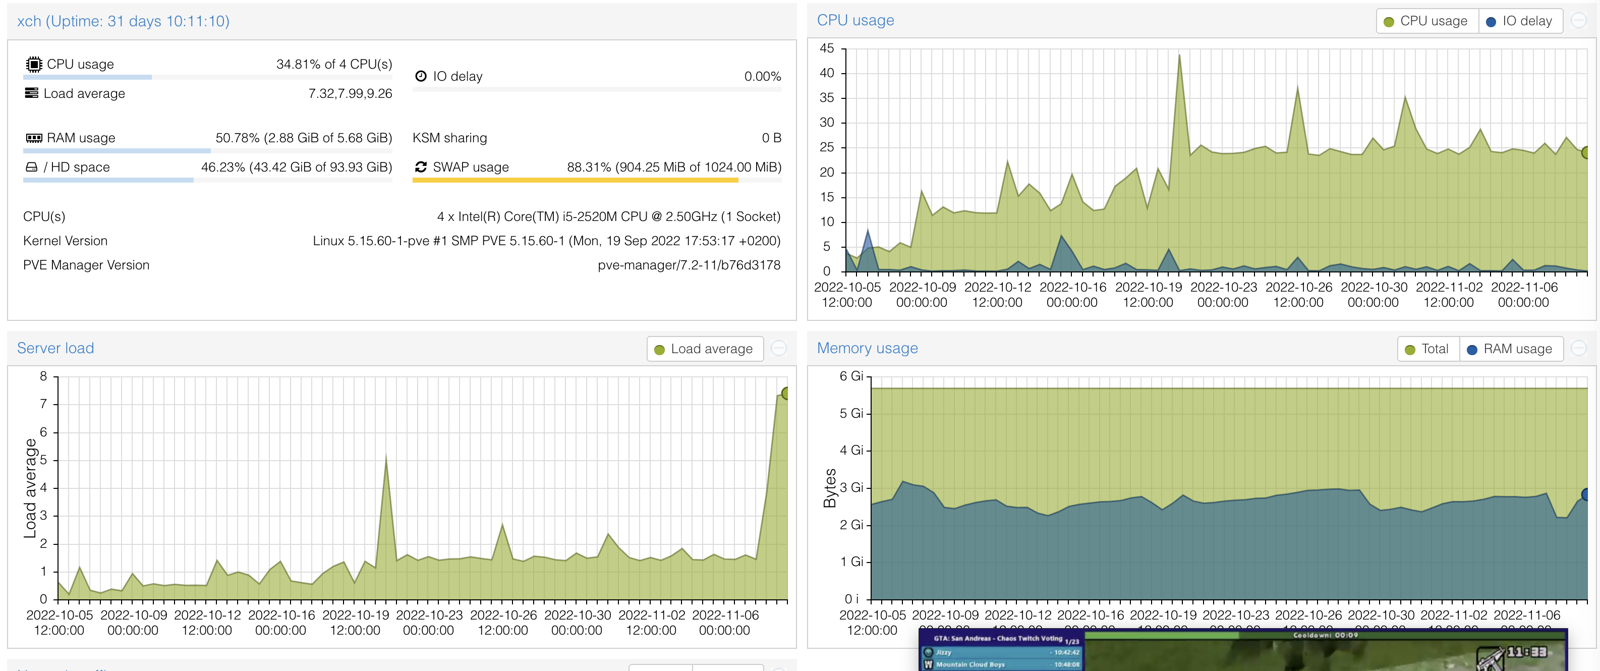 xch (Uptime: 31 days 10:11:10)
CPU usage 34.81% of 4 CPU(s)
IO delay 0.00%
Load average 7.32,7.99,9.26
RAM usage 50.78% (2.88 GiB of 5.68 GiB)
KSM sharing 0 B
/ HD space 46.23% (43.42 GiB of 93.93 GiB)
SWAP usage 88.31% (904.25 MiB of 1024.00 MiB)
CPU(s) 4 x Intel(R) Core(TM) i5-2520M CPU @ 2.50GHz (1 Socket)
Kernel Version Linux 5.15.60-1-pve #1 SMP PVE 5.15.60-1 (Mon, 19 Sep 2022 17:53:17 +0200)
PVE Manager Version pve-manager/7.2-11/b76d3178
CPU usage
CPU usage IO delay
45
40
35
30
25
20
15
10
5
0
2022-10-05 2022-10-09 2022-10-12 2022-10-16 2022-10-19 2022-10-23 2022-10-26 2022-10-30 2022-11-02 2022-11-06
12:00:00 00:00:00 12:00:00 00:00:00 12:00:00 00:00:00 12:00:00 00:00:00 12:00:00 00:00:00
Server load
Load average
8
7
6
5
4
3
2
1
0
Load average
2022-10-05 2022-10-09 2022-10-12 2022-10-16 2022-10-19 2022-10-23 2022-10-26 2022-10-30 2022-11-02 2022-11-06
12:00:00 00:00:00 12:00:00 00:00:00 12:00:00 00:00:00 12:00:00 00:00:00 12:00:00 00:00:00
Memory usage
Total RAM usage
6 Gi
5 Gi
4 Gi
3 Gi
2 Gi
1 Gi
0 i
Bytes
2022-10-05 2022-10-09 2022-10-12 2022-10-16 2022-10-19 2022-10-23 2022-10-26 2022-10-30 2022-11-02 2022-11-06
12:00:00
GTA: San Andreas - Chaos Twitch Voting 1/23
Cooldown: 00:09
Jizzy - 10:42:42
Mountain Cloud Boys - 10:48:08
11:33